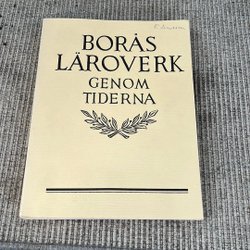 BORÅS
LÄROVERK
GENOM
TIDERNA